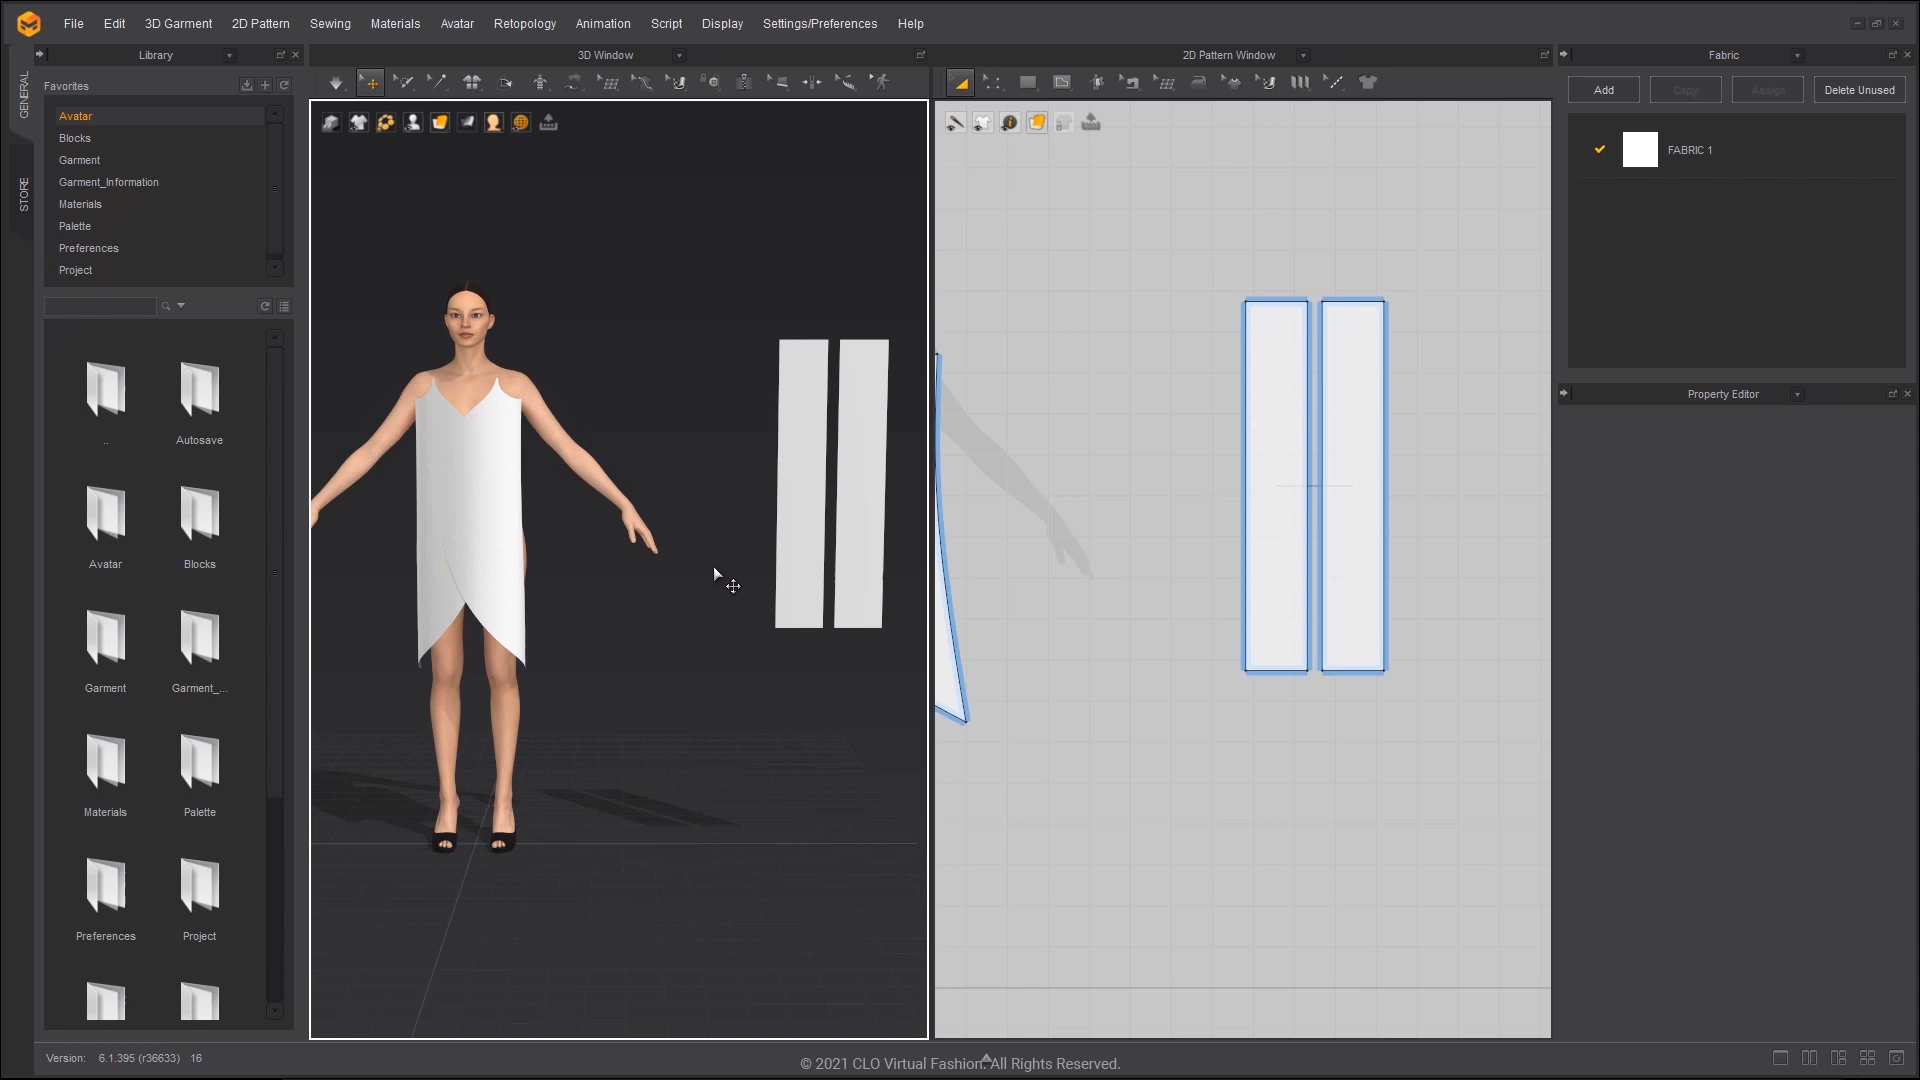 File Edit 3D Garment 2D Pattern Sewing Materials Avatar Retopology Animation Script Display Settings/Preferences Help
Library
3D Window
2D Pattern Window
Fabric
GENERAL
STORE
Favorites
Avatar
Blocks
Garment
Garment_Information
Materials
Palette
Preferences
Project
.. Autosave
Avatar Blocks
Garment Garment_...
Materials Palette
Preferences Project
Add Copy Assign Delete Unused
FABRIC 1
Property Editor
Version: 6.1.395 (r36633) 16
© 2021 CLO Virtual Fashion. All Rights Reserved.